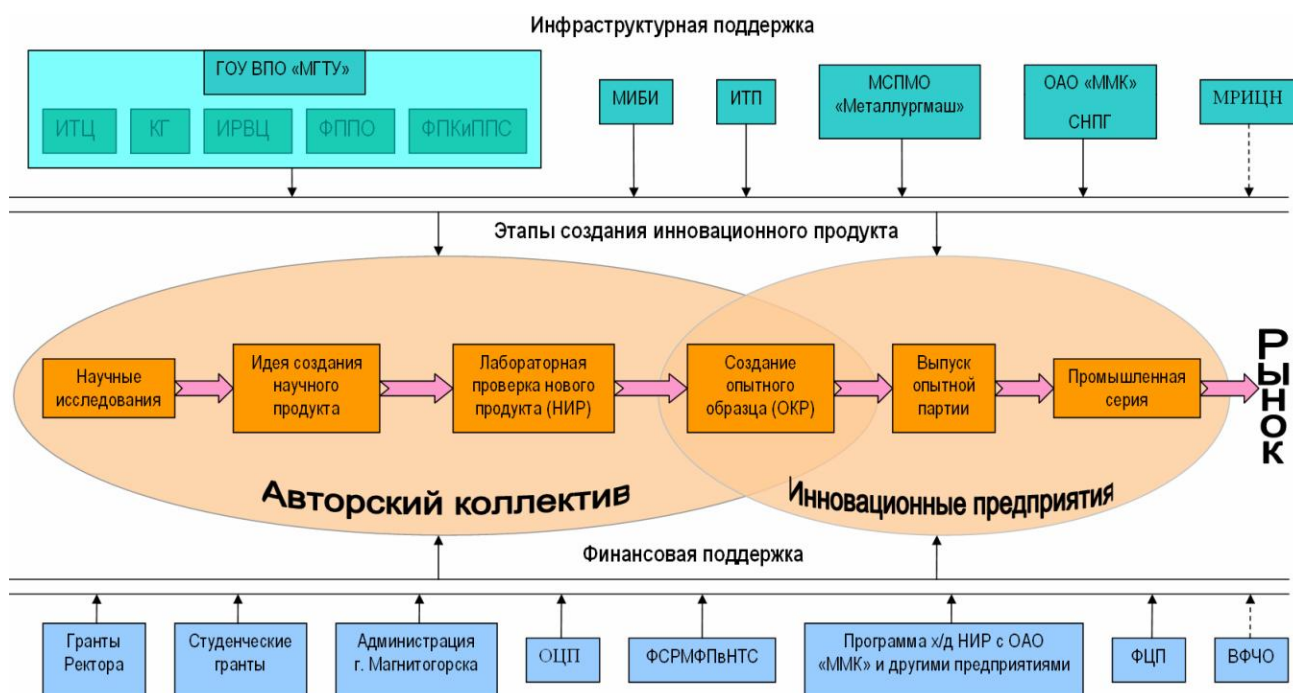 Инфраструктурная поддержка
ГОУ ВПО «МГТУ»
ИТЦ
КГ
ИРВЦ
ФППО
ФПКиППС
МИБИ
ИТП
МСПМО
«Металлургмаш»
ОАО «ММК»
СНПГ
МРИЦН
Этапы создания инновационного продукта
Научные
исследования
Идея создания
научного
продукта
Лабораторная
проверка нового
продукта (НИР)
Создание
опытного
образца (ОКР)
Выпуск
опытной
партии
Промышленная
серия
Рынок
Авторский коллектив
Инновационные предприятия
Финансовая поддержка
Гранты
Ректора
Студенческие
гранты
Администрация
г. Магнитогорска
ОЦП
ФСРМФПвНТС
Программа х/д НИР с ОАО
«ММК» и другими предприятиями
ФЦП
ВФЧО